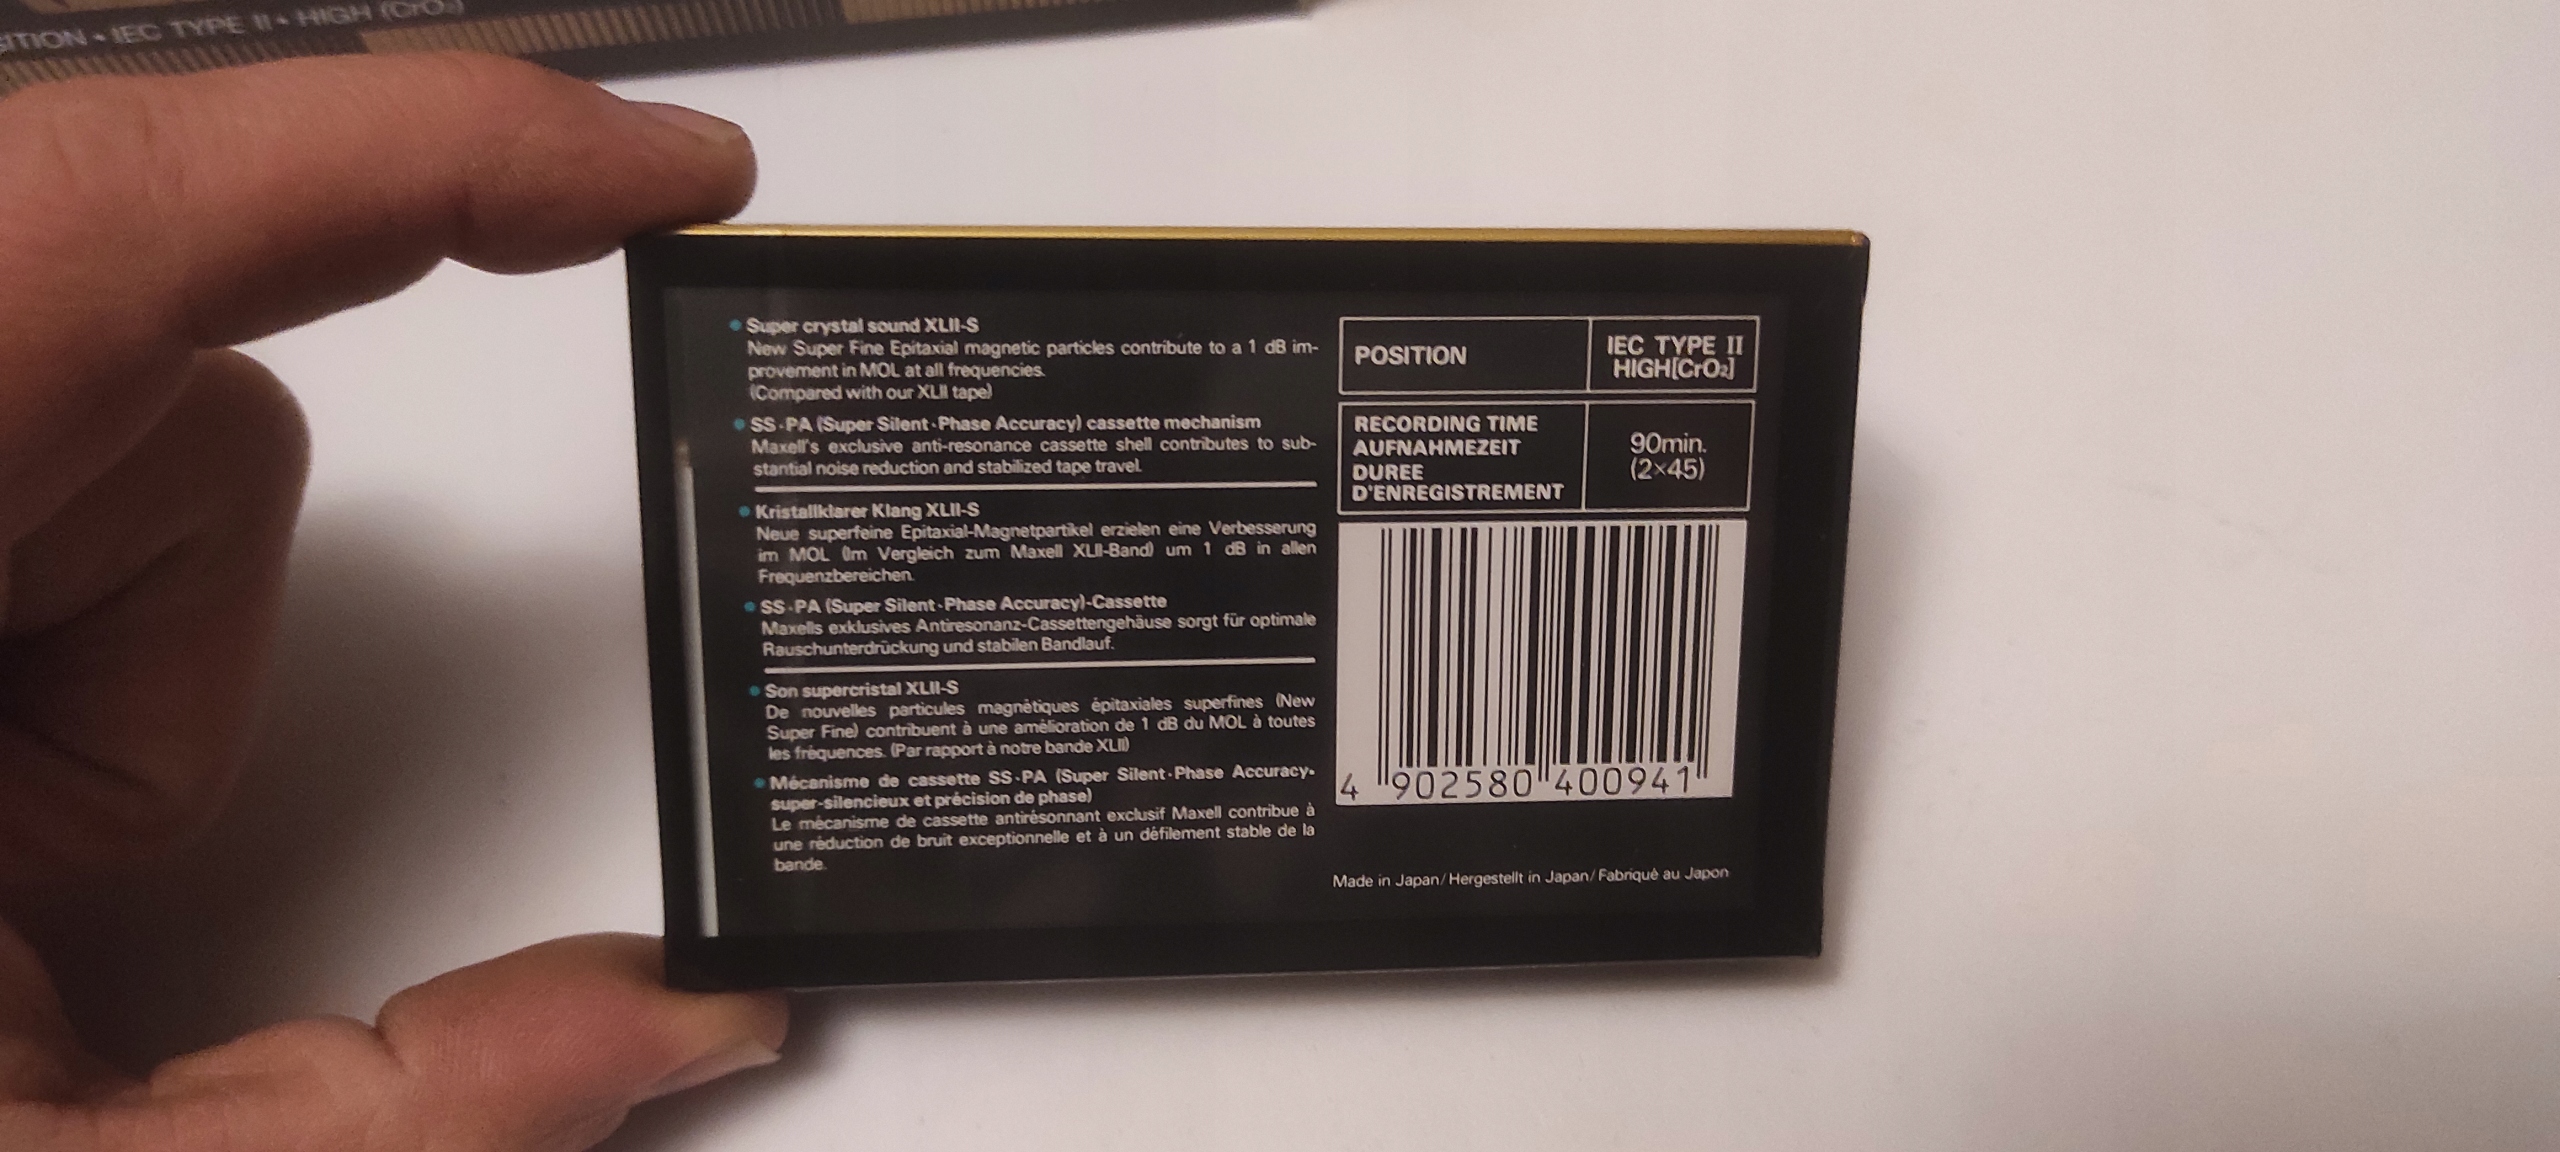 SITION • IEC TYPE II • HIGH (CrO₂)
• Super crystal sound XLII-S
New Super Fine Epitaxial magnetic particles contribute to a 1 dB im-
provement in MOL at all frequencies.
(Compared with our XLII tape)
• SS·PA (Super Silent·Phase Accuracy) cassette mechanism
Maxell's exclusive anti-resonance cassette shell contributes to sub-
stantial noise reduction and stabilized tape travel.
• Kristallklarer Klang XLII-S
Neue superfeine Epitaxial-Magnetpartikel erzielen eine Verbesserung
im MOL (Im Vergleich zum Maxell XLII-Band) um 1 dB in allen
Frequenzbereichen.
• SS·PA (Super Silent·Phase Accuracy)-Cassette
Maxells exklusives Antiresonanz-Cassettengehäuse sorgt für optimale
Rauschunterdrückung und stabilen Bandlauf.
• Son supercristal XLII-S
De nouvelles particules magnètiques épitaxiales superfines (New
Super Fine) contribuent à une amélioration de 1 dB du MOL à toutes
les fréquences. (Par rapport à notre bande XLII)
• Mécanisme de cassette SS·PA (Super Silent·Phase Accuracy-
super-silencieux et précision de phase)
Le mécanisme de cassette antirésonnant exclusif Maxell contribue à
une réduction de bruit exceptionnelle et à un défilement stable de la
bande.
POSITION
IEC TYPE II
HIGH[CrO₂]
RECORDING TIME
AUFNAHMEZEIT
DUREE
D'ENREGISTREMENT
90min.
(2×45)
4 902580 400941
Made in Japan/Hergestellt in Japan/Fabriqué au Japon